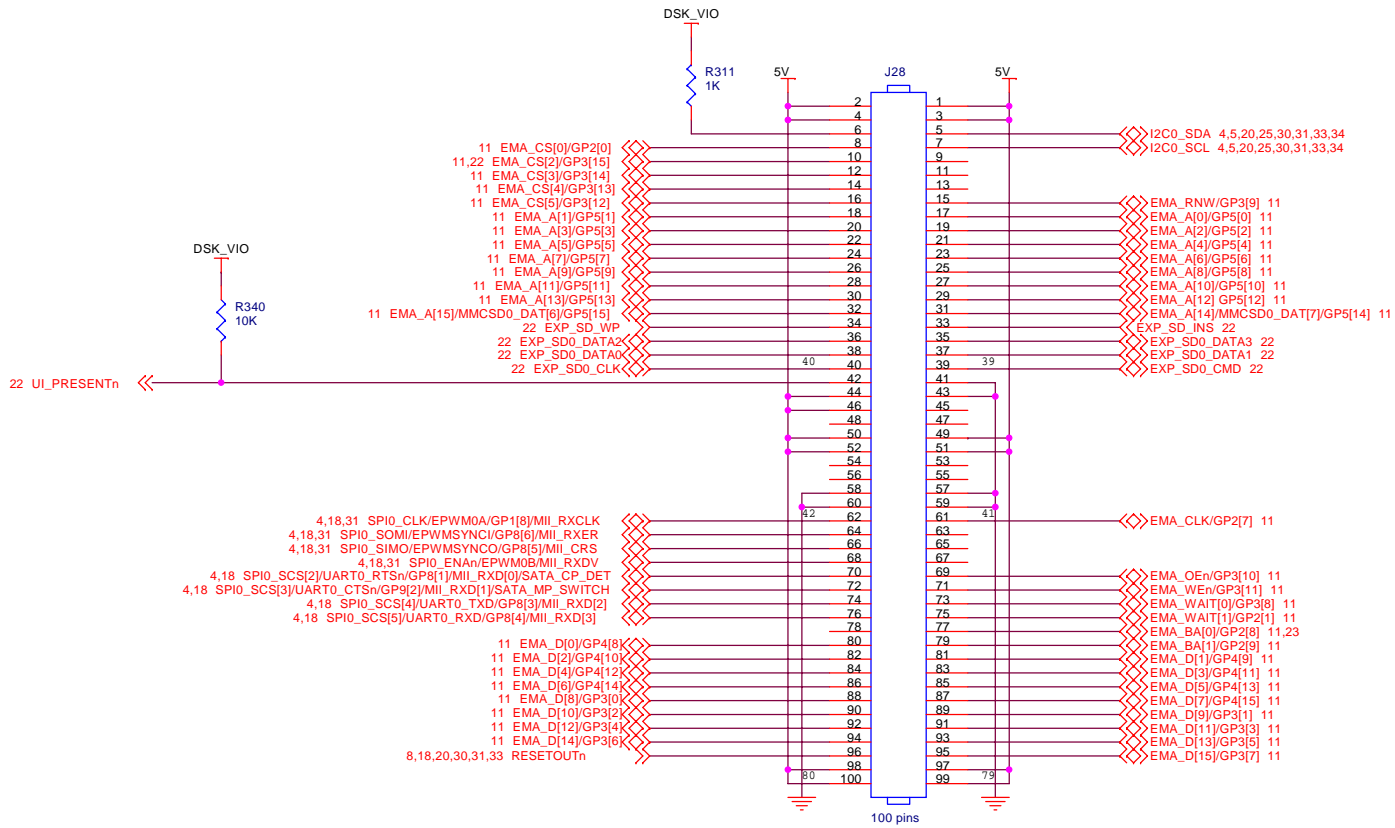 DSK_VIO
R311
1K
5V
J28
5V
2 1
4 3
6 5 I2C0_SDA 4,5,20,25,30,31,33,34
11 EMA_CS[0]/GP2[0] 8 7 I2C0_SCL 4,5,20,25,30,31,33,34
11,22 EMA_CS[2]/GP3[15] 10 9
11 EMA_CS[3]/GP3[14] 12 11
11 EMA_CS[4]/GP3[13] 14 13
11 EMA_CS[5]/GP3[12] 16 15 EMA_RNW/GP3[9] 11
11 EMA_A[1]/GP5[1] 18 17 EMA_A[0]/GP5[0] 11
11 EMA_A[3]/GP5[3] 20 19 EMA_A[2]/GP5[2] 11
11 EMA_A[5]/GP5[5] 22 21 EMA_A[4]/GP5[4] 11
DSK_VIO
11 EMA_A[7]/GP5[7] 24 23 EMA_A[6]/GP5[6] 11
11 EMA_A[9]/GP5[9] 26 25 EMA_A[8]/GP5[8] 11
11 EMA_A[11]/GP5[11] 28 27 EMA_A[10]/GP5[10] 11
11 EMA_A[13]/GP5[13] 30 29 EMA_A[12] GP5[12] 11
R340
10K
11 EMA_A[15]/MMCSD0_DAT[6]/GP5[15] 32 31 EMA_A[14]/MMCSD0_DAT[7]/GP5[14] 11
22 EXP_SD_WP 34 33 EXP_SD_INS 22
22 EXP_SD0_DATA2 36 35 EXP_SD0_DATA3 22
22 EXP_SD0_DATA0 38 37 EXP_SD0_DATA1 22
22 EXP_SD0_CLK 40 40 39 39 EXP_SD0_CMD 22
22 UI_PRESENTn 42 41
44 43
46 45
48 47
50 49
52 51
54 53
56 55
58 57
60 59
4,18,31 SPI0_CLK/EPWM0A/GP1[8]/MII_RXCLK 42 62 61 41 EMA_CLK/GP2[7] 11
4,18,31 SPI0_SOMI/EPWMSYNCI/GP8[6]/MII_RXER 64 63
4,18,31 SPI0_SIMO/EPWMSYNCO/GP8[5]/MII_CRS 66 65
4,18,31 SPI0_ENAn/EPWM0B/MII_RXDV 68 67
4,18 SPI0_SCS[2]/UART0_RTSn/GP8[1]/MII_RXD[0]/SATA_CP_DET 70 69 EMA_OEn/GP3[10] 11
4,18 SPI0_SCS[3]/UART0_CTSn/GP9[2]/MII_RXD[1]/SATA_MP_SWITCH 72 71 EMA_WEn/GP3[11] 11
4,18 SPI0_SCS[4]/UART0_TXD/GP8[3]/MII_RXD[2] 74 73 EMA_WAIT[0]/GP3[8] 11
4,18 SPI0_SCS[5]/UART0_RXD/GP8[4]/MII_RXD[3] 76 75 EMA_WAIT[1]/GP2[1] 11
78 77 EMA_BA[0]/GP2[8] 11,23
11 EMA_D[0]/GP4[8] 80 79 EMA_BA[1]/GP2[9] 11
11 EMA_D[2]/GP4[10] 82 81 EMA_D[1]/GP4[9] 11
11 EMA_D[4]/GP4[12] 84 83 EMA_D[3]/GP4[11] 11
11 EMA_D[6]/GP4[14] 86 85 EMA_D[5]/GP4[13] 11
11 EMA_D[8]/GP3[0] 88 87 EMA_D[7]/GP4[15] 11
11 EMA_D[10]/GP3[2] 90 89 EMA_D[9]/GP3[1] 11
11 EMA_D[12]/GP3[4] 92 91 EMA_D[11]/GP3[3] 11
11 EMA_D[14]/GP3[6] 94 93 EMA_D[13]/GP3[5] 11
8,18,20,30,31,33 RESETOUTn 96 95 EMA_D[15]/GP3[7] 11
98 97
80 100 99 79
100 pins